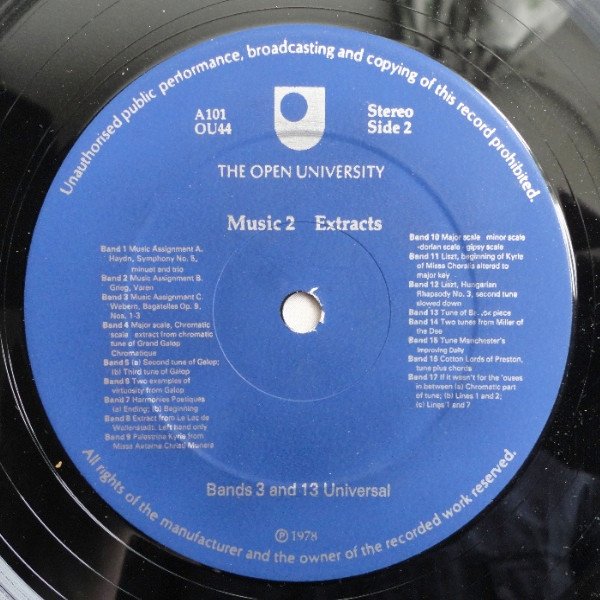 Unauthorised public performance, broadcasting and copying of this record prohibited.
A101
OU44
Stereo
Side 2
THE OPEN UNIVERSITY
Music 2 Extracts
Band 1 Music Assignment A.
Haydn, Symphony No. 8,
minuet and trio
Band 2 Music Assignment B.
Grieg, Våren
Band 3 Music Assignment C.
Webern, Bagatelles Op. 9,
Nos. 1-3
Band 4 Major scale, Chromatic
scale extract from chromatic
tune of Grand Galop
Chromatique
Band 5 (a) Second tune of Galop;
(b) Third tune of Galop
Band 6 Two examples of
virtuosity from Galop
Band 7 Harmonies Poetiques
(a) Ending; (b) Beginning
Band 8 Extract from Le Lac de
Wallenstadt. Left hand only
Band 9 Palestrina Kyrie from
Missa Aeterna Christi Munera
Band 10 Major scale minor scale
dorian scale gipsy scale
Band 11 Liszt, beginning of Kyrie
of Missa Choralis altered to
major key
Band 12 Liszt, Hungarian
Rhapsody No. 3, second tune
slowed down
Band 13 Tune of piece
Band 14 Two tunes from Miller of
the Dee
Band 15 Tune Manchester's
Improving Daily
Band 16 Cotton Lords of Preston,
tune plus chords
Band 17 If it wasn't for the 'ouses
in between (a) Chromatic part
of tune; (b) Lines 1 and 2;
(c) Lines 1 and 7
Bands 3 and 13 Universal
℗ 1978
All rights of the manufacturer and the owner of the recorded work reserved.